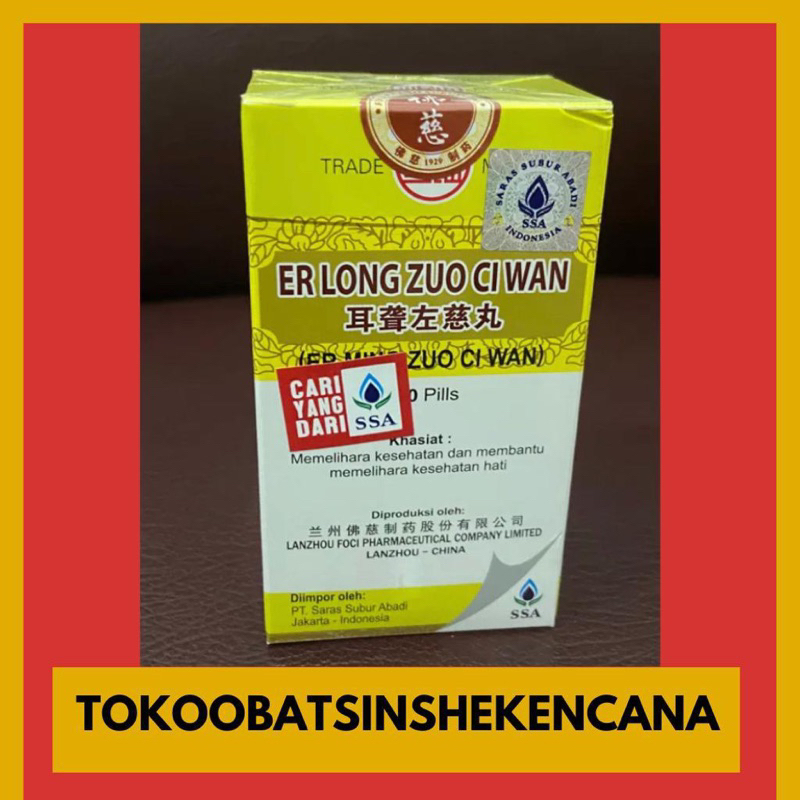 佛慈
佛慈 1929 制药
TRADE
SARAS SUBUR ABADI
SSA
INDONESIA
ER LONG ZUO CI WAN
耳聋左慈丸
(ER MING ZUO CI WAN)
CARI
YANG
DARI
SSA
0 Pills
Khasiat :
Memelihara kesehatan dan membantu
memelihara kesehatan hati
Diproduksi oleh:
兰州佛慈制药股份有限公司
LANZHOU FOCI PHARMACEUTICAL COMPANY LIMITED
LANZHOU - CHINA
Diimpor oleh:
PT. Saras Subur Abadi
Jakarta - Indonesia
SSA
TOKOOBATSINSHEKENCANA